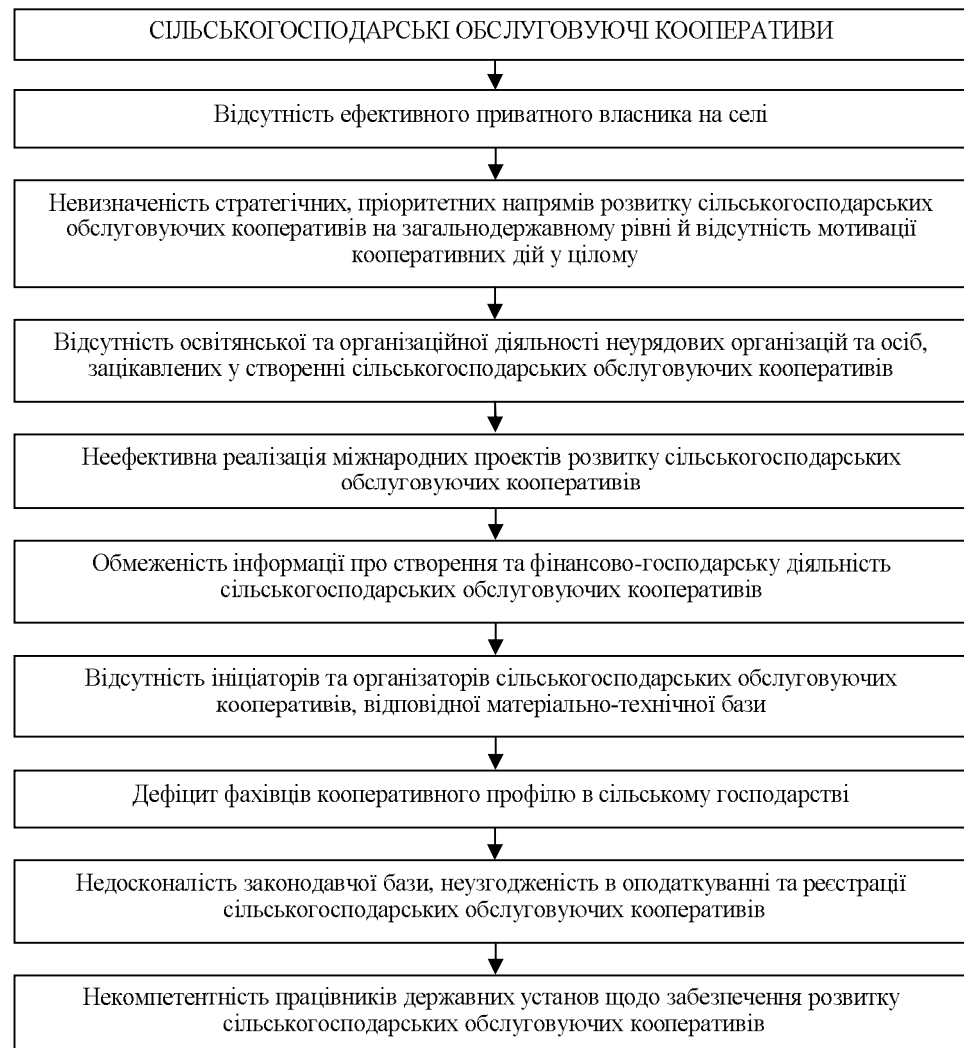 СІЛЬСЬКОГОСПОДАРСЬКІ ОБСЛУГОВУЮЧІ КООПЕРАТИВИ
Відсутність ефективного приватного власника на селі
Невизначеність стратегічних, пріоритетних напрямів розвитку сільськогосподарських
обслуговуючих кооперативів на загальнодержавному рівні й відсутність мотивації
кооперативних дій у цілому
Відсутність освітянської та організаційної діяльності неурядових організацій та осіб,
зацікавлених у створенні сільськогосподарських обслуговуючих кооперативів
Неефективна реалізація міжнародних проектів розвитку сільськогосподарських
обслуговуючих кооперативів
Обмеженість інформації про створення та фінансово-господарську діяльність
сільськогосподарських обслуговуючих кооперативів
Відсутність ініціаторів та організаторів сільськогосподарських обслуговуючих
кооперативів, відповідної матеріально-технічної бази
Дефіцит фахівців кооперативного профілю в сільському господарстві
Недосконалість законодавчої бази, неузгодженість в оподаткуванні та реєстрації
сільськогосподарських обслуговуючих кооперативів
Некомпетентність працівників державних установ щодо забезпечення розвитку
сільськогосподарських обслуговуючих кооперативів